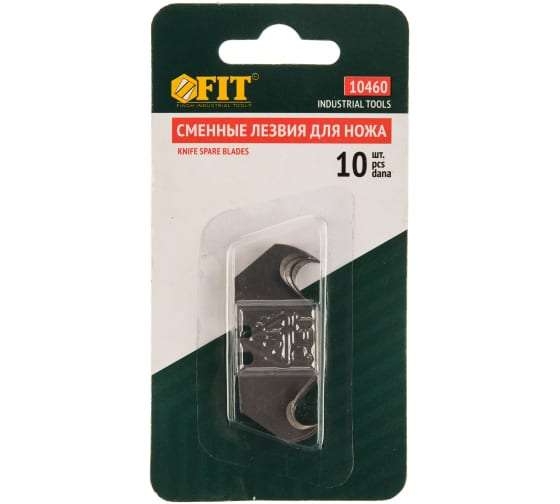 FIT©
FINCH INDUSTRIAL TOOLS
10460
INDUSTRIAL TOOLS
СМЕННЫЕ ЛЕЗВИЯ ДЛЯ НОЖА
KNIFE SPARE BLADES
10 шт.
pcs
dana